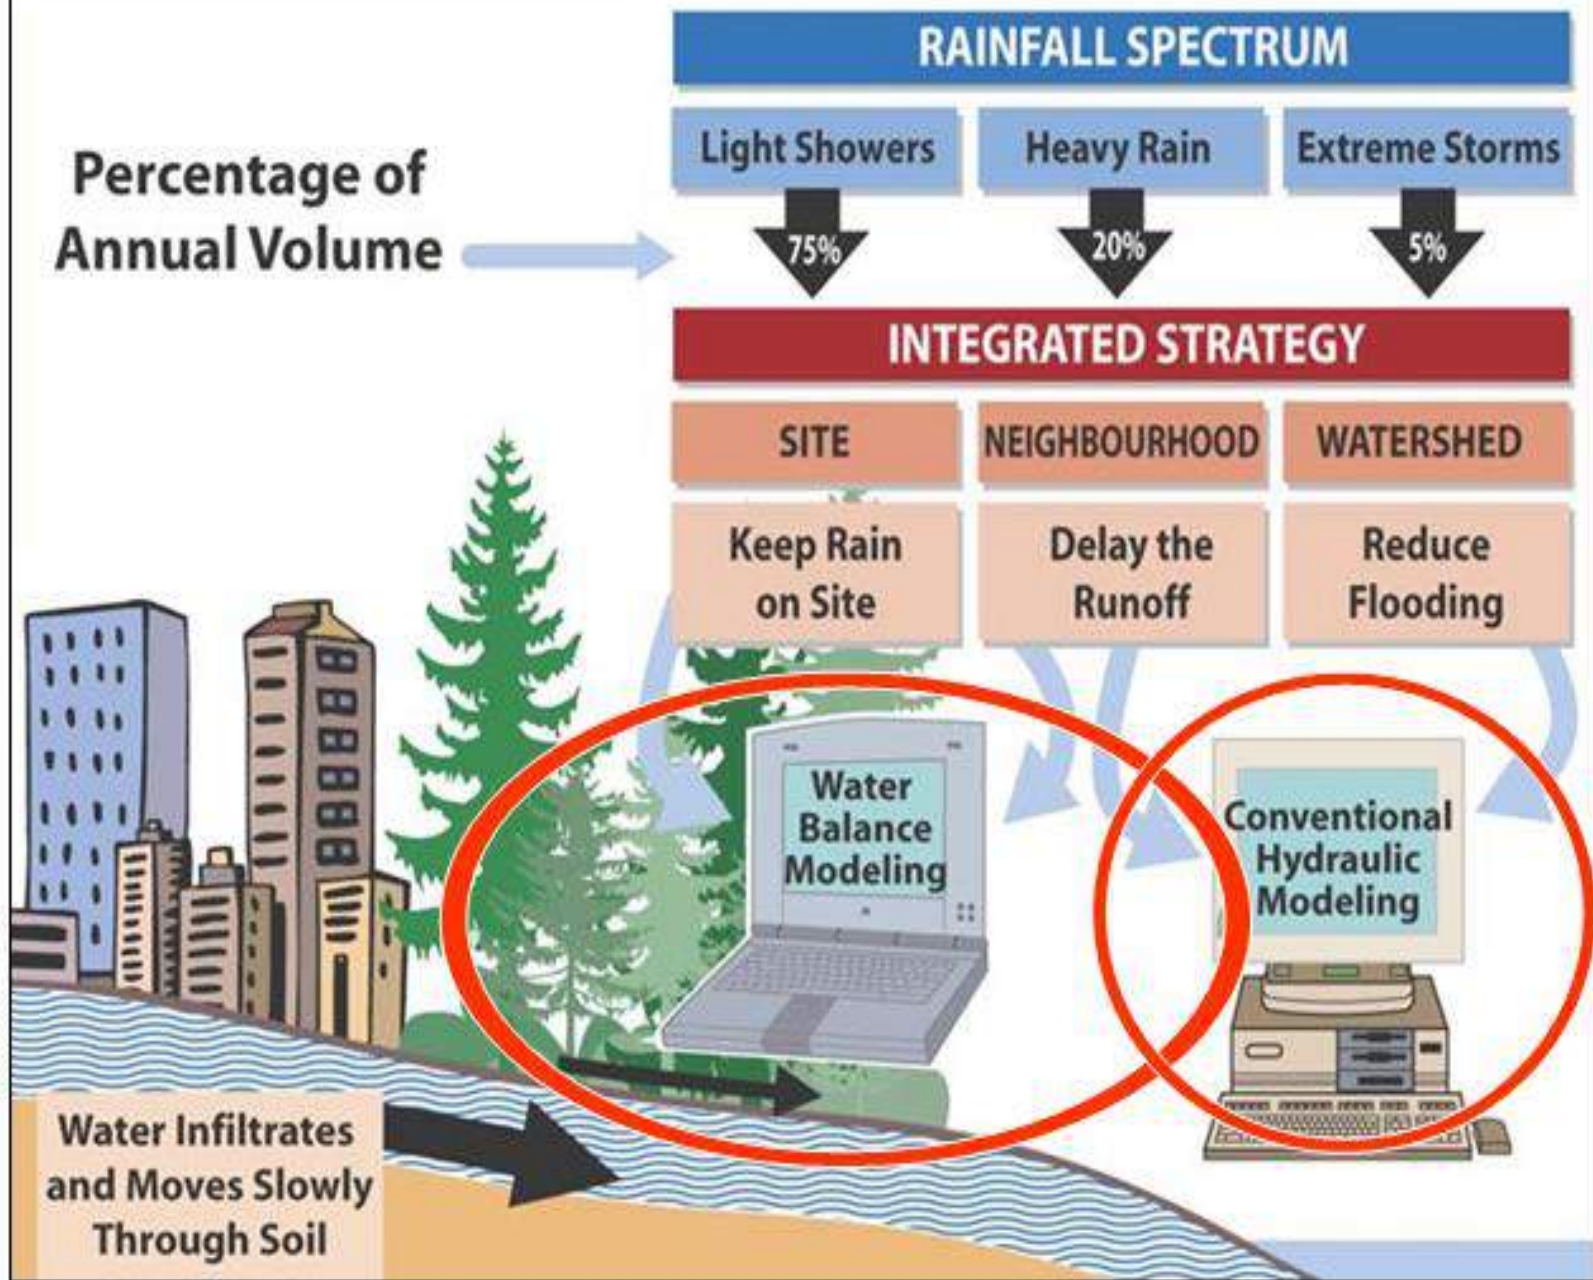 RAINFALL SPECTRUM
Light Showers
Heavy Rain
Extreme Storms
Percentage of
Annual Volume
75%
20%
5%
INTEGRATED STRATEGY
SITE
NEIGHBOURHOOD
WATERSHED
Keep Rain
on Site
Delay the
Runoff
Reduce
Flooding
Water
Balance
Modeling
Conventional
Hydraulic
Modeling
Water Infiltrates
and Moves Slowly
Through Soil